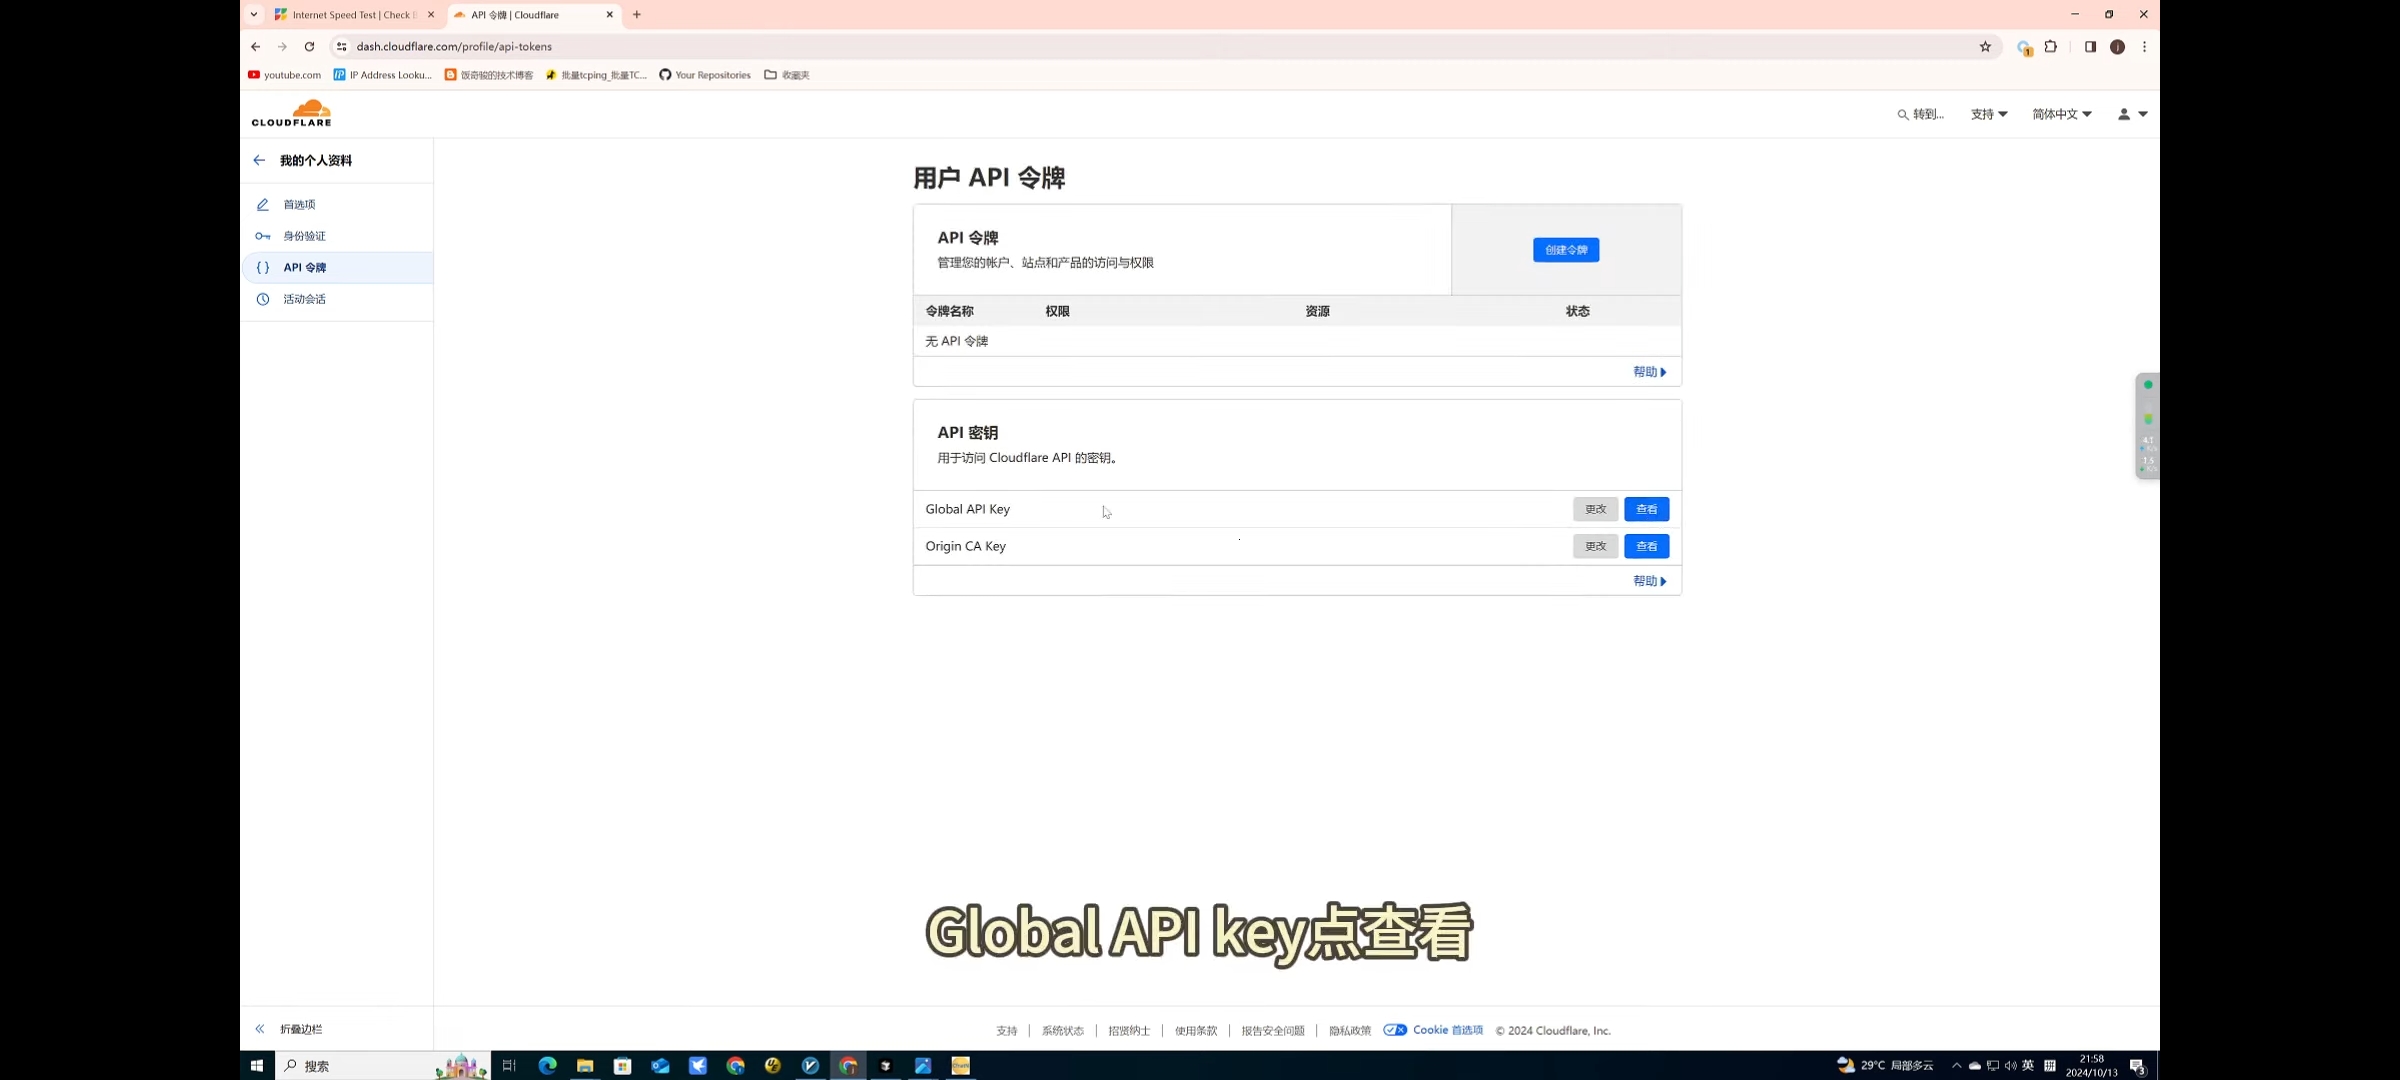 Internet Speed Test | Check
API 令牌 | Cloudflare
dash.cloudflare.com/profile/api-tokens
youtube.com
IP Address Looku...
饭奇骏的技术博客
批量tcping_批量TC...
Your Repositories
收藏夹
CLOUDFLARE
转到...
支持
简体中文
我的个人资料
首选项
身份验证
API 令牌
活动会话
用户 API 令牌
API 令牌
管理您的帐户、站点和产品的访问与权限
创建令牌
令牌名称 权限 资源 状态
无 API 令牌
帮助
API 密钥
用于访问 Cloudflare API 的密钥。
Global API Key 更改 查看
Origin CA Key 更改 查看
帮助
Global API key点查看
折叠边栏
支持 | 系统状态 | 招贤纳士 | 使用条款 | 报告安全问题 | 隐私政策 Cookie 首选项 © 2024 Cloudflare, Inc.
搜索
29°C 局部多云
英
21:58
2024/10/13